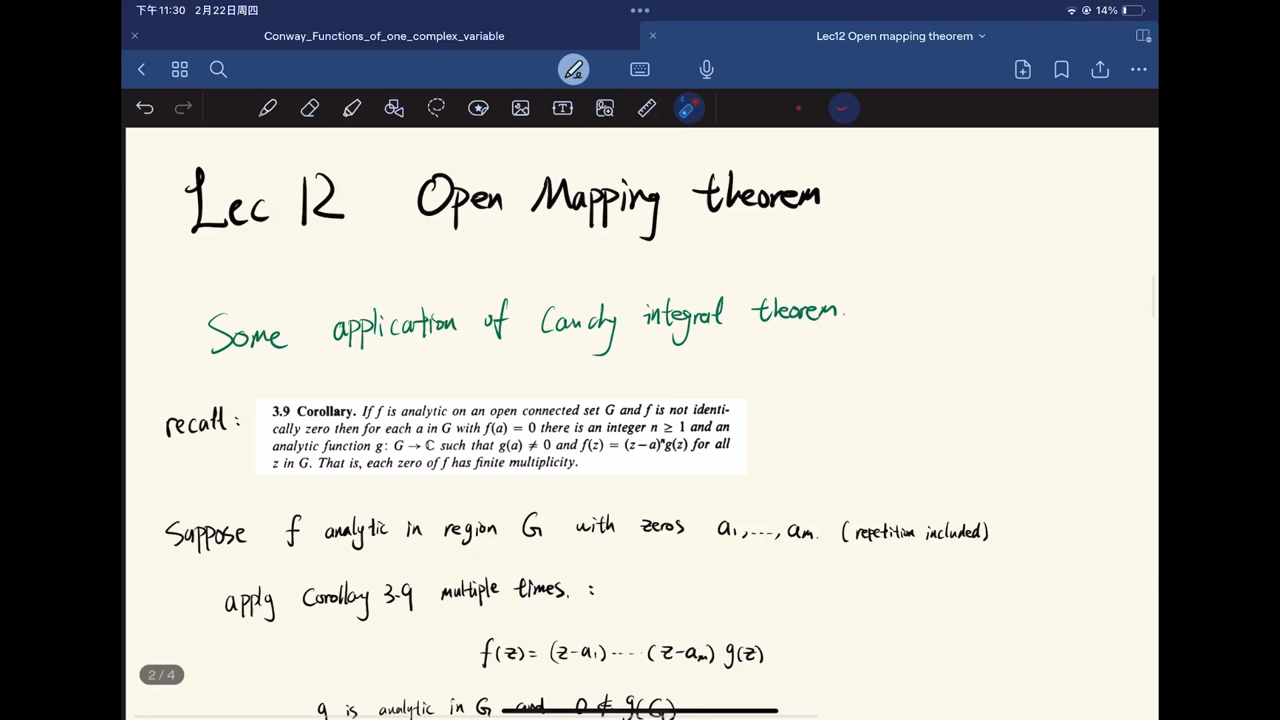 下午11:30 2月22日周四
14%
Conway_Functions_of_one_complex_variable
Lec12 Open mapping theorem
Lec 12 Open Mapping theorem
Some application of Cauchy integral theorem.
recall:
3.9 Corollary. If f is analytic on an open connected set G and f is not identi-
cally zero then for each a in G with f(a) = 0 there is an integer n ≥ 1 and an
analytic function g: G → ℂ such that g(a) ≠ 0 and f(z) = (z−a)ⁿg(z) for all
z in G. That is, each zero of f has finite multiplicity.
Suppose f analytic in region G with zeros a₁,...,aₘ. (repetition included)
apply Corollay 3.9 multiple times. :
f(z)= (z-a₁)....(z-aₘ) g(z)
2/4
g is analytic in G and 0 ∉ g(G)